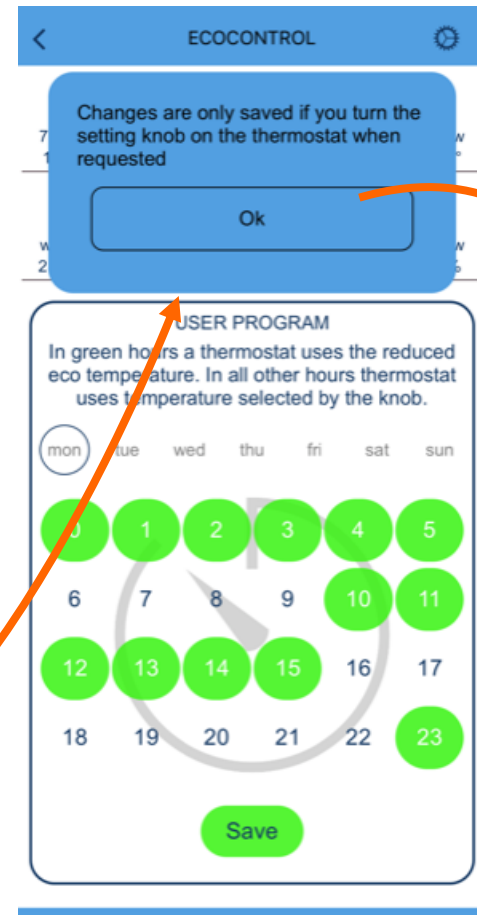 ECOCONTROL
Changes are only saved if you turn the
setting knob on the thermostat when
requested
Ok
USER PROGRAM
In green hours a thermostat uses the reduced
eco temperature. In all other hours thermostat
uses temperature selected by the knob.
mon tue wed thu fri sat sun
0 1 2 3 4 5
6 7 8 9 10 11
12 13 14 15 16 17
18 19 20 21 22 23
Save